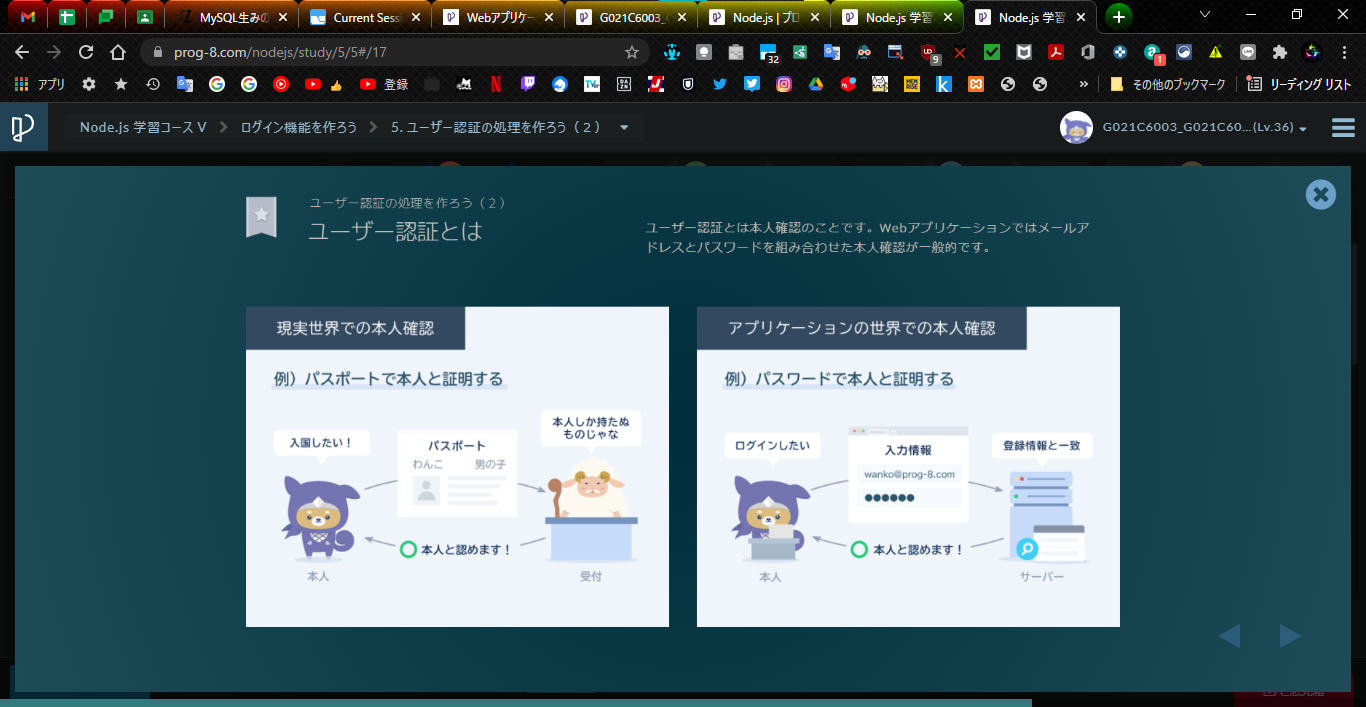 MySQL生みの
Current Sess
Webアプリケー
G021C6003_
Node.js | プロ
Node.js 学習
Node.js 学習
prog-8.com/nodejs/study/5/5#/17
32
9
1
アプリ
登録
その他のブックマーク
リーディング リスト
Node.js 学習コース V
ログイン機能を作ろう
5. ユーザー認証の処理を作ろう（２）
G021C6003_G021C60...(Lv.36)
ユーザー認証の処理を作ろう（２）
ユーザー認証とは
ユーザー認証とは本人確認のことです。Webアプリケーションではメールア
ドレスとパスワードを組み合わせた本人確認が一般的です。
現実世界での本人確認
例）パスポートで本人と証明する
入国したい！
パスポート
わんこ
男の子
本人しか持たぬ
ものじゃな
本人と認めます！
本人
受付
アプリケーションの世界での本人確認
例）パスワードで本人と証明する
ログインしたい
入力情報
wanko@prog-8.com
●●●●●●
登録情報と一致
本人と認めます！
本人
サーバー